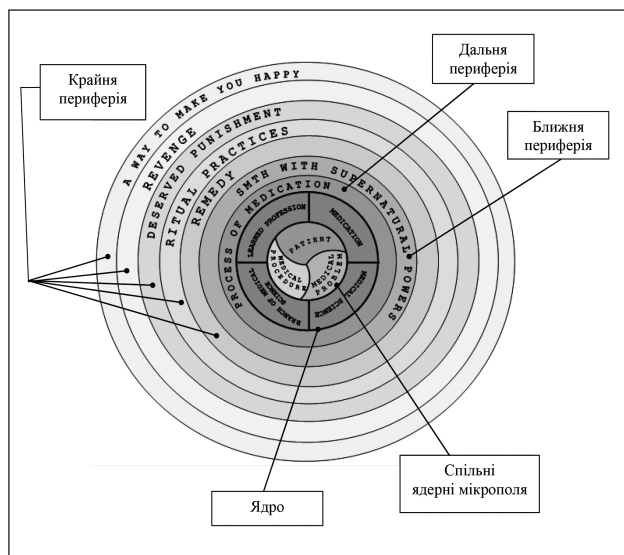 Крайня
периферія
Дальня
периферія
Ближня
периферія
A WAY TO MAKE YOU HAPPY
REVENGE
DESERVED PUNISHMENT
RITUAL PRACTICES
REMEDY
SMTH WITH SUPERNATURAL POWERS
PROCESS OF MEDICATION
LEARNED PROFESSION
MEDICATION
PATIENT
MEDICAL
PROCEDURE
MEDICAL
PROBLEM
BRANCH OF MEDICAL
SCIENCE
MEDICAL SCIENCE
Спільні
ядерні мікрополя
Ядро